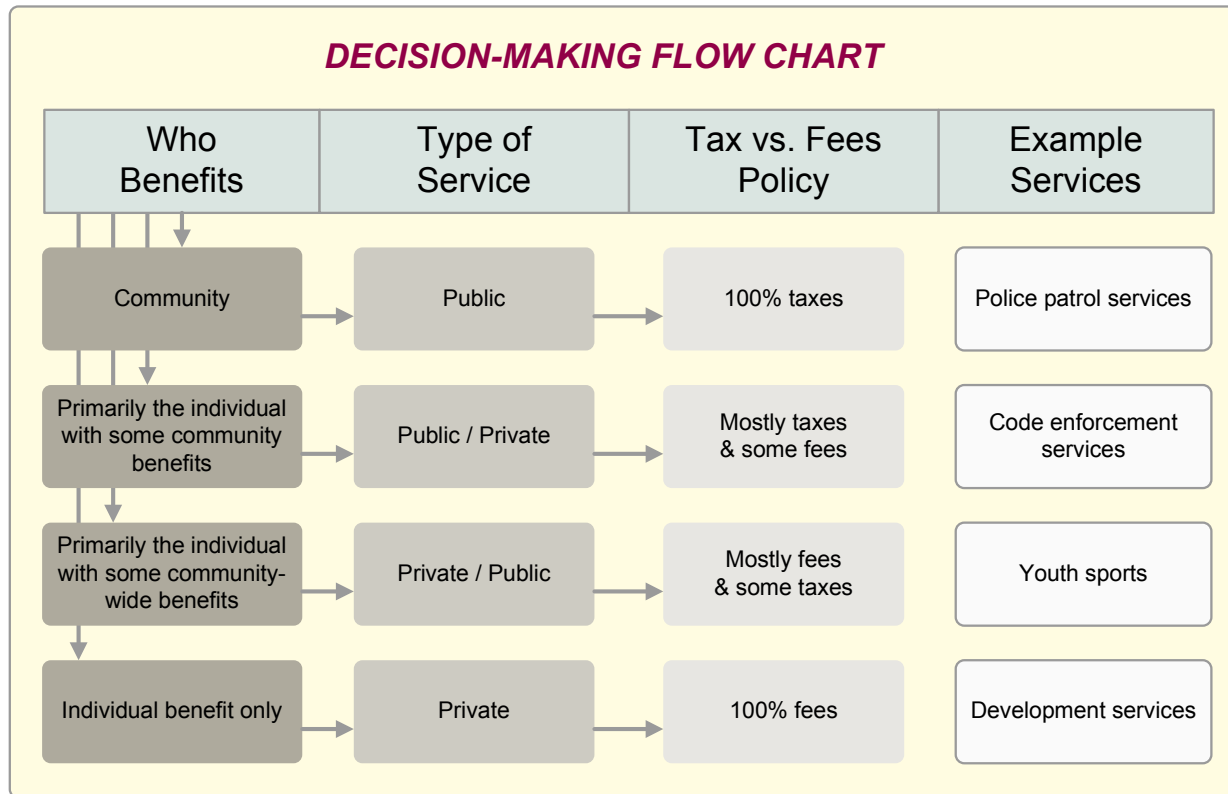 DECISION-MAKING FLOW CHART
Who
Benefits
Type of
Service
Tax vs. Fees
Policy
Example
Services
Community
Public
100% taxes
Police patrol services
Primarily the individual
with some community
benefits
Public / Private
Mostly taxes
& some fees
Code enforcement
services
Primarily the individual
with some community-
wide benefits
Private / Public
Mostly fees
& some taxes
Youth sports
Individual benefit only
Private
100% fees
Development services